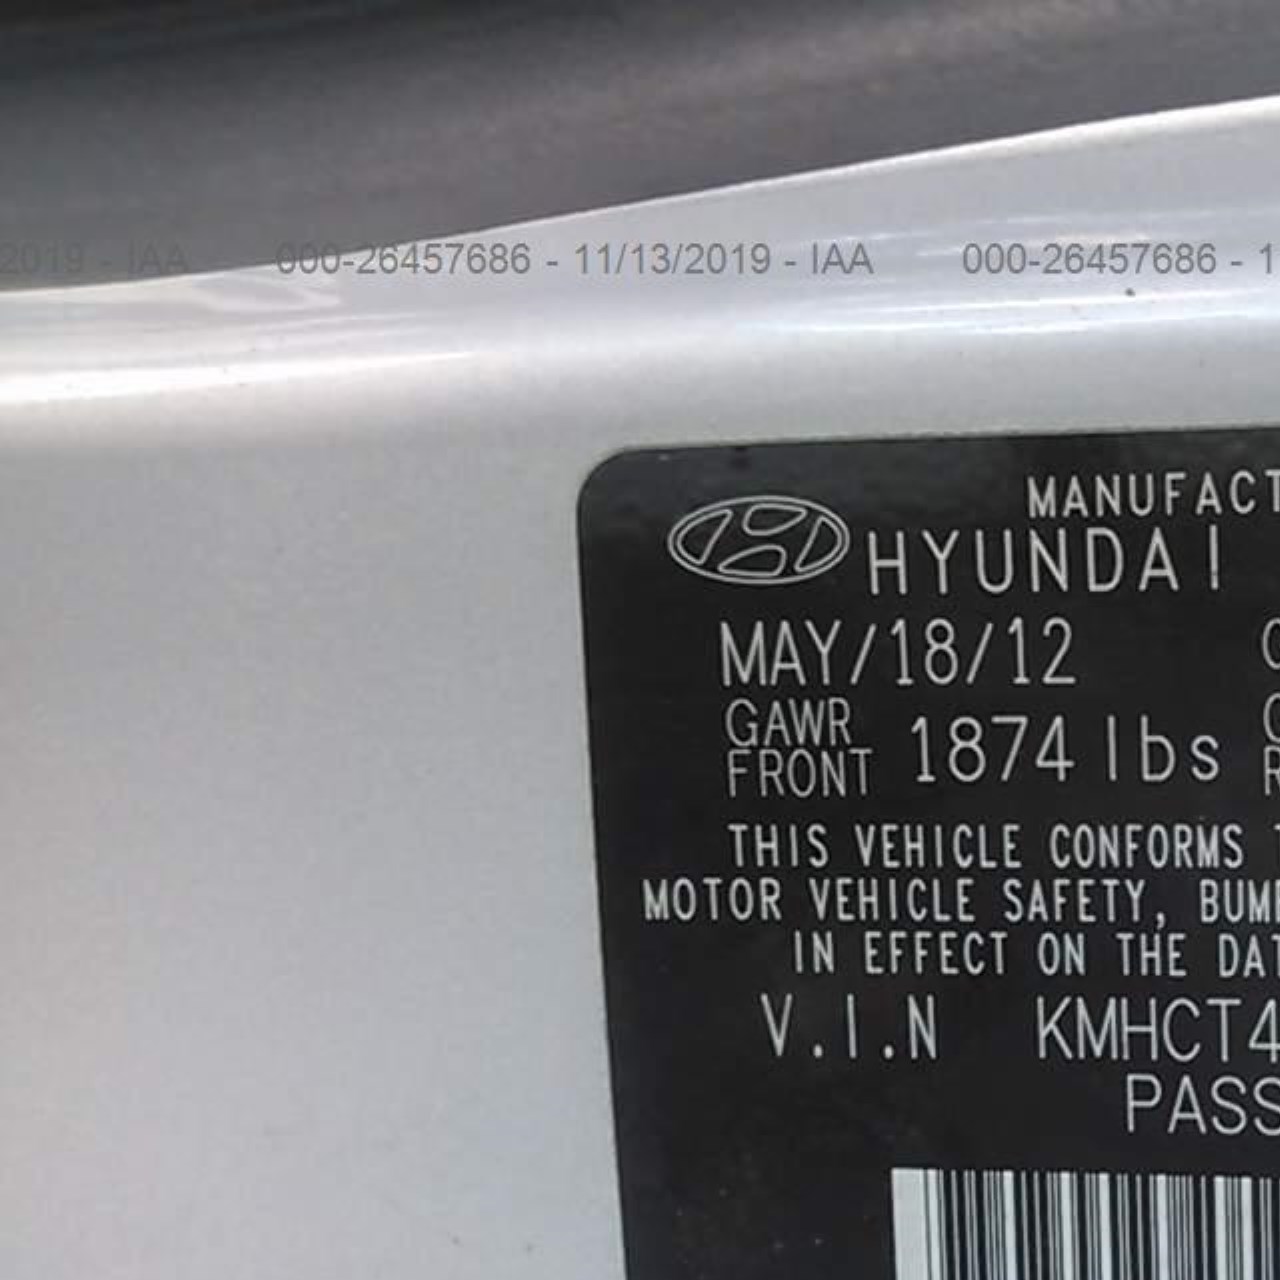 2019 - IAA 000-26457686 - 11/13/2019 - IAA 000-26457686 - 1
MANUFACT
HYUNDAI
MAY/18/12
GAWR
FRONT 1874 lbs
THIS VEHICLE CONFORMS
MOTOR VEHICLE SAFETY, BUM
IN EFFECT ON THE DAT
V.I.N KMHCT4
PASS